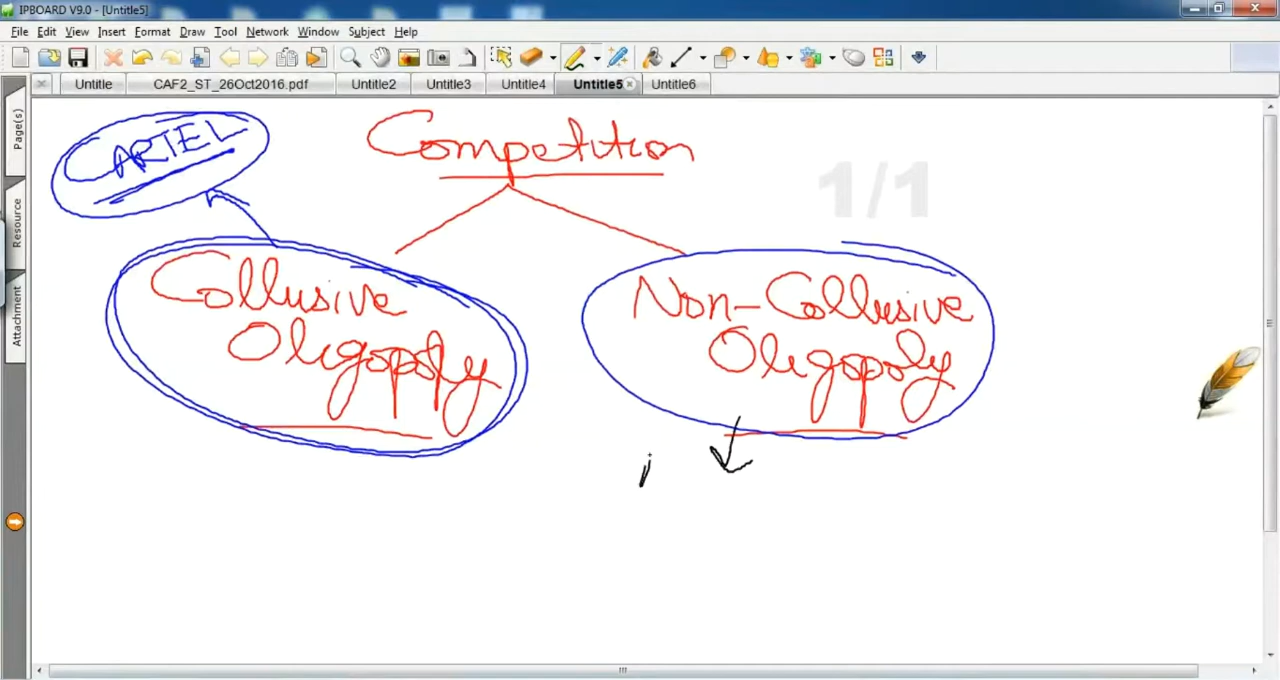 IPBOARD V9.0 - [Untitle5]
File Edit View Insert Format Draw Tool Network Window Subject Help
Untitle CAF2_ST_26Oct2016.pdf Untitle2 Untitle3 Untitle4 Untitle5 Untitle6
Page(s)
Resource
Attachment
CARTEL
Competition
1/1
Collusive
Oligopoly
Non-Collusive
Oligopoly